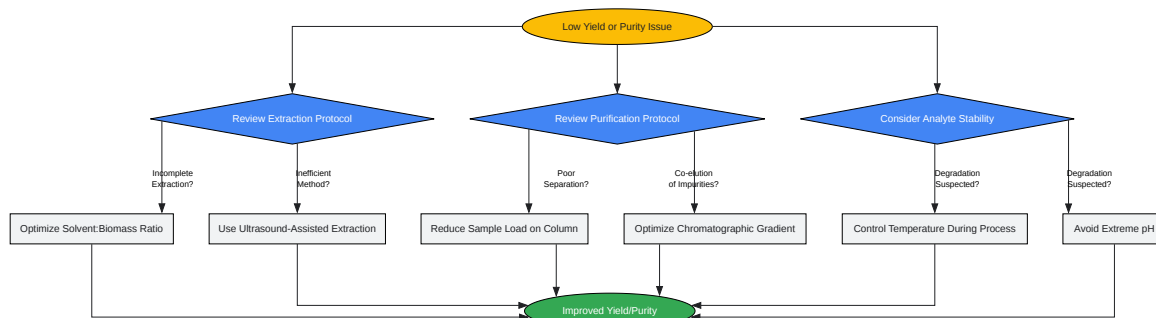 Low Yield or Purity Issue
Review Extraction Protocol
Review Purification Protocol
Consider Analyte Stability
Incomplete
Extraction?
Inefficient
Method?
Poor
Separation?
Co-elution
of Impurities?
Degradation
Suspected?
Degradation
Suspected?
Optimize Solvent:Biomass Ratio
Use Ultrasound-Assisted Extraction
Reduce Sample Load on Column
Optimize Chromatographic Gradient
Control Temperature During Process
Avoid Extreme pH
Improved Yield/Purity